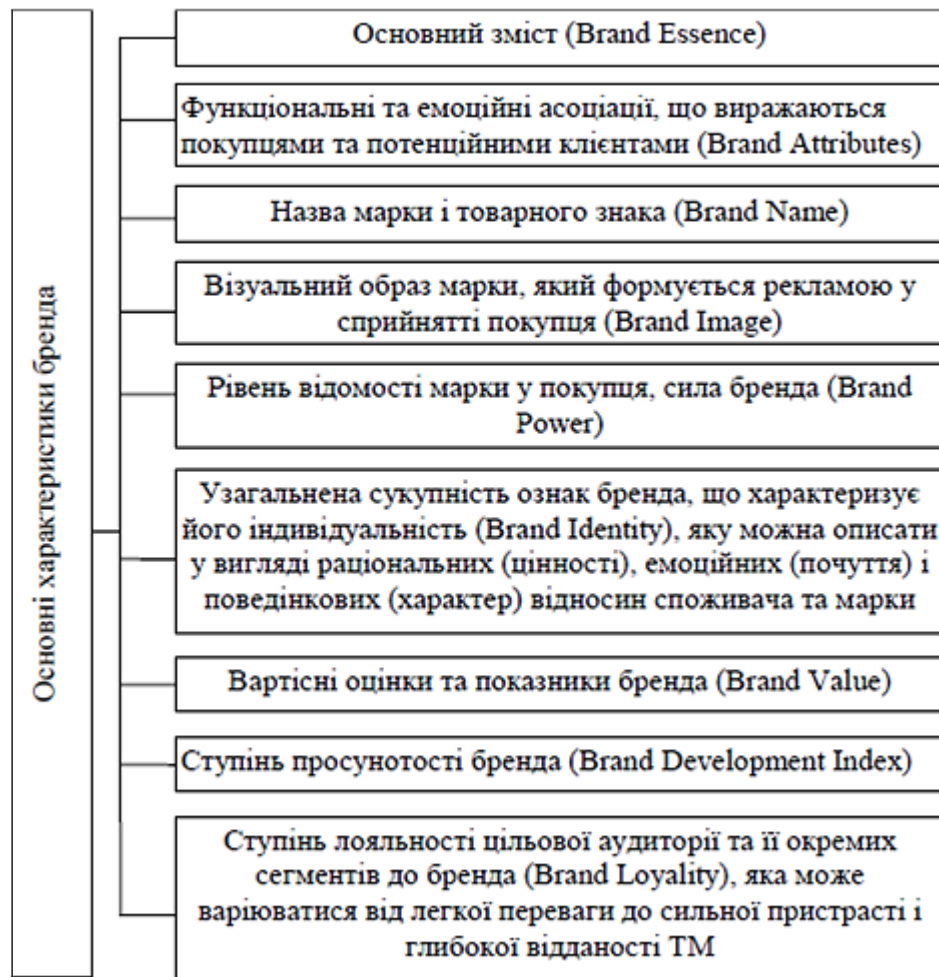 Основні характеристики бренда
Основний зміст (Brand Essence)
Функціональні та емоційні асоціації, що виражаються
покупцями та потенційними клієнтами (Brand Attributes)
Назва марки і товарного знака (Brand Name)
Візуальний образ марки, який формується рекламою у
сприйнятті покупця (Brand Image)
Рівень відомості марки у покупця, сила бренда (Brand
Power)
Узагальнена сукупність ознак бренда, що характеризує
його індивідуальність (Brand Identity), яку можна описати
у вигляді раціональних (цінності), емоційних (почуття) і
поведінкових (характер) відносин споживача та марки
Вартісні оцінки та показники бренда (Brand Value)
Ступінь просунотості бренда (Brand Development Index)
Ступінь лояльності цільової аудиторії та її окремих
сегментів до бренда (Brand Loyality), яка може
варіюватися від легкої переваги до сильної пристрасті і
глибокої відданості ТМ